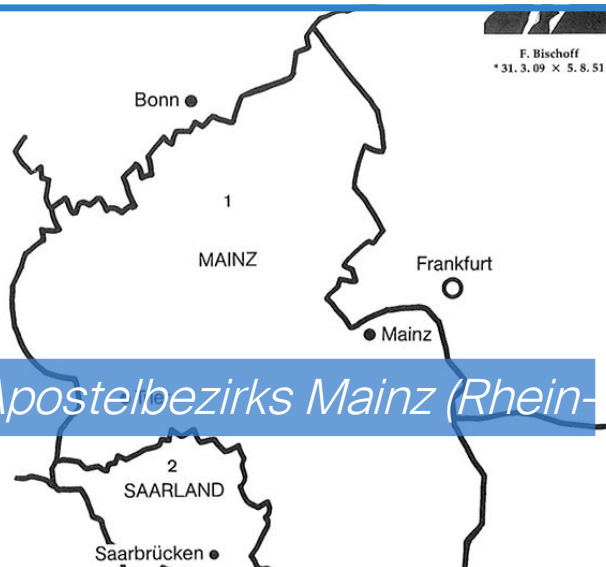 F. Bischoff
* 31. 3. 09 × 5. 8. 51
Bonn
1
MAINZ
Frankfurt
Mainz
Apostelbezirks Mainz (Rhein-
2
SAARLAND
Saarbrücken